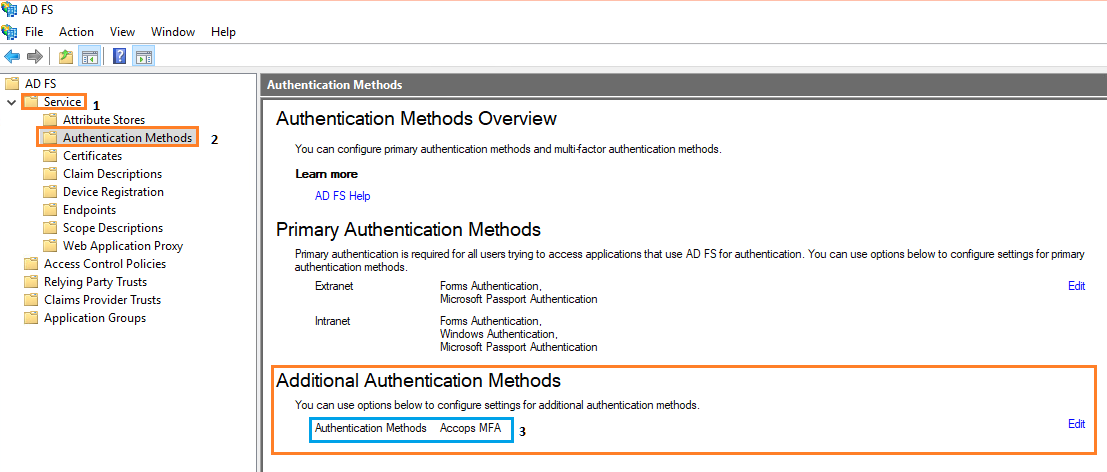 AD FS
File Action View Window Help
AD FS
Service 1
Attribute Stores
Authentication Methods 2
Certificates
Claim Descriptions
Device Registration
Endpoints
Scope Descriptions
Web Application Proxy
Access Control Policies
Relying Party Trusts
Claims Provider Trusts
Application Groups
Authentication Methods
Authentication Methods Overview
You can configure primary authentication methods and multi-factor authentication methods.
Learn more
AD FS Help
Primary Authentication Methods
Primary authentication is required for all users trying to access applications that use AD FS for authentication. You can use options below to configure settings for primary
authentication methods.
Extranet Forms Authentication, Edit
Microsoft Passport Authentication
Intranet Forms Authentication,
Windows Authentication,
Microsoft Passport Authentication
Additional Authentication Methods
You can use options below to configure settings for additional authentication methods.
Authentication Methods Accops MFA 3 Edit